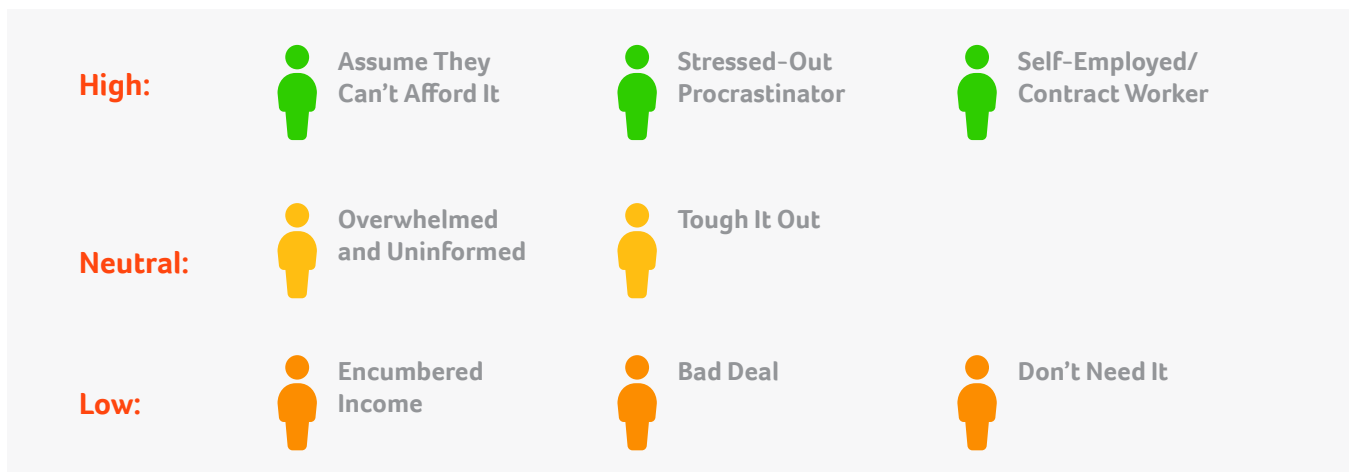 High:
Assume They
Can't Afford It
Stressed-Out
Procrastinator
Self-Employed/
Contract Worker
Neutral:
Overwhelmed
and Uninformed
Tough It Out
Low:
Encumbered
Income
Bad Deal
Don't Need It